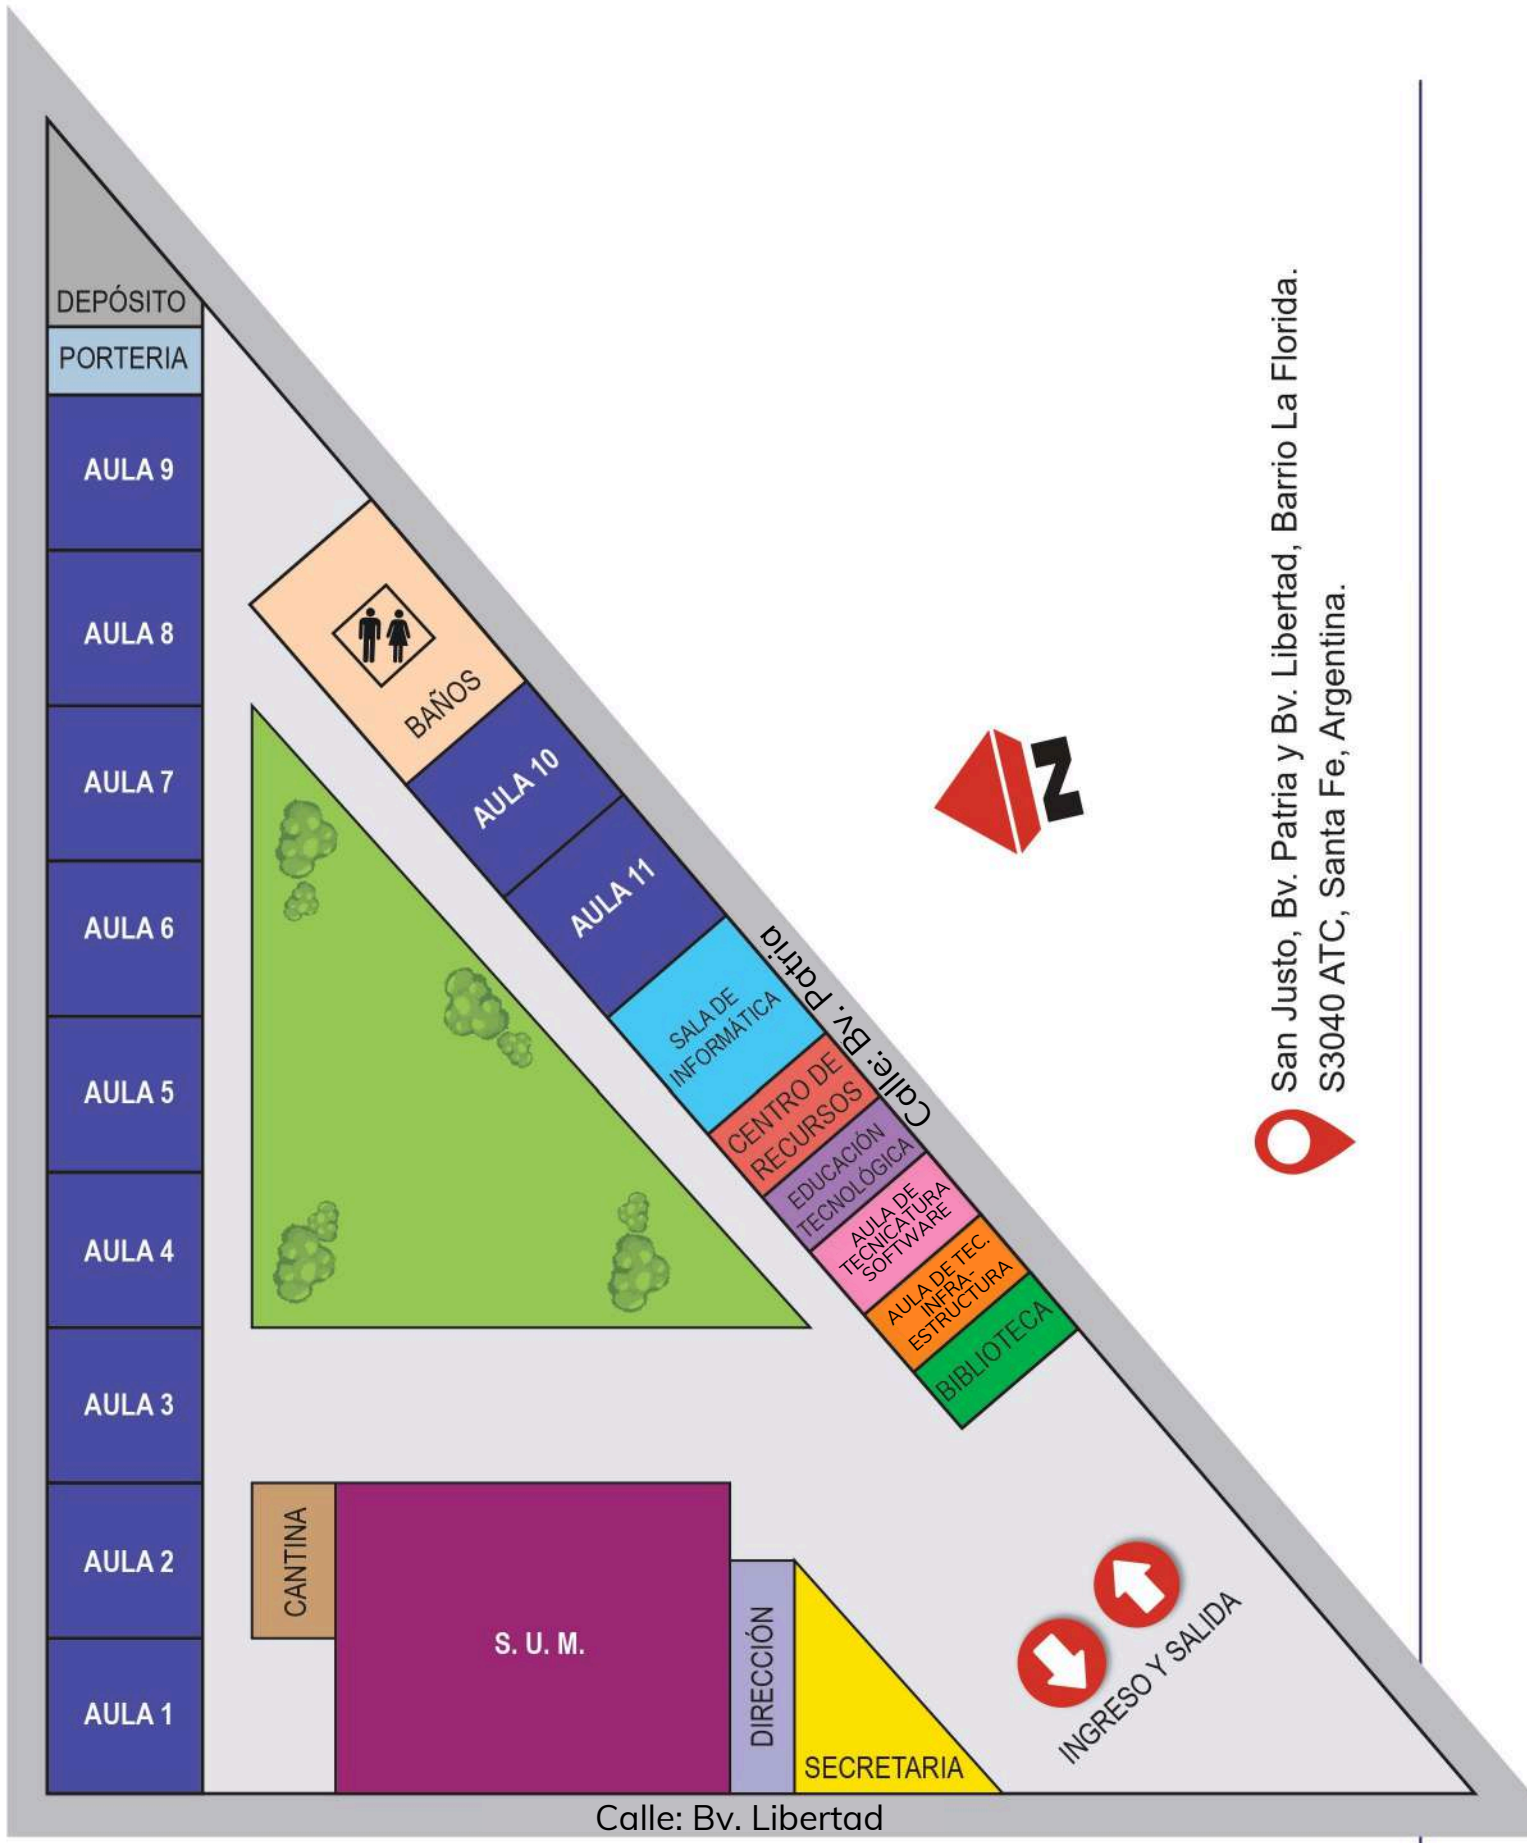 DEPÓSITO
PORTERIA
AULA 9
AULA 8
AULA 7
AULA 6
AULA 5
AULA 4
AULA 3
AULA 2
AULA 1
BAÑOS
AULA 10
AULA 11
SALA DE
INFORMÁTICA
CENTRO DE
RECURSOS
EDUCACIÓN
TECNOLÓGICA
AULA DE
TECNICATURA
SOFTWARE
AULA DE TEC.
INFRA-
ESTRUCTURA
BIBLIOTECA
Calle: Bv. Patria
CANTINA
S. U. M.
DIRECCIÓN
SECRETARIA
INGRESO Y SALIDA
Calle: Bv. Libertad
N
San Justo, Bv. Patria y Bv. Libertad, Barrio La Florida.
S3040 ATC, Santa Fe, Argentina.